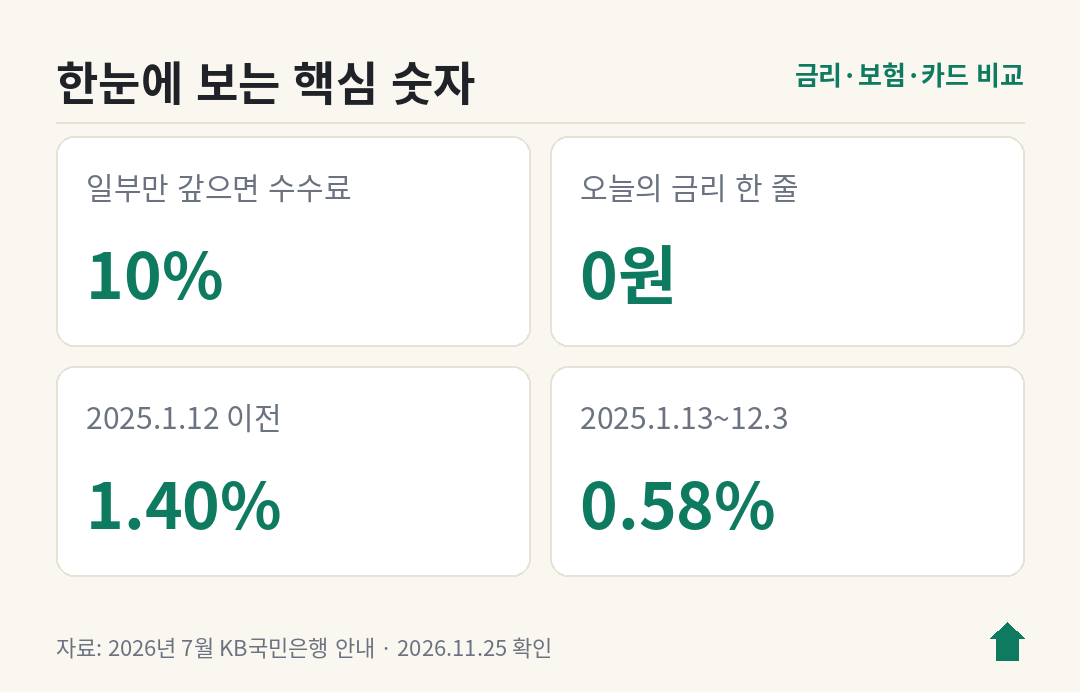 한눈에 보는 핵심 숫자
금리·보험·카드 비교
일부만 갚으면 수수료
10%
오늘의 금리 한 줄
0원
2025.1.12 이전
1.40%
2025.1.13~12.3
0.58%
자료: 2026년 7월 KB국민은행 안내 · 2026.11.25 확인